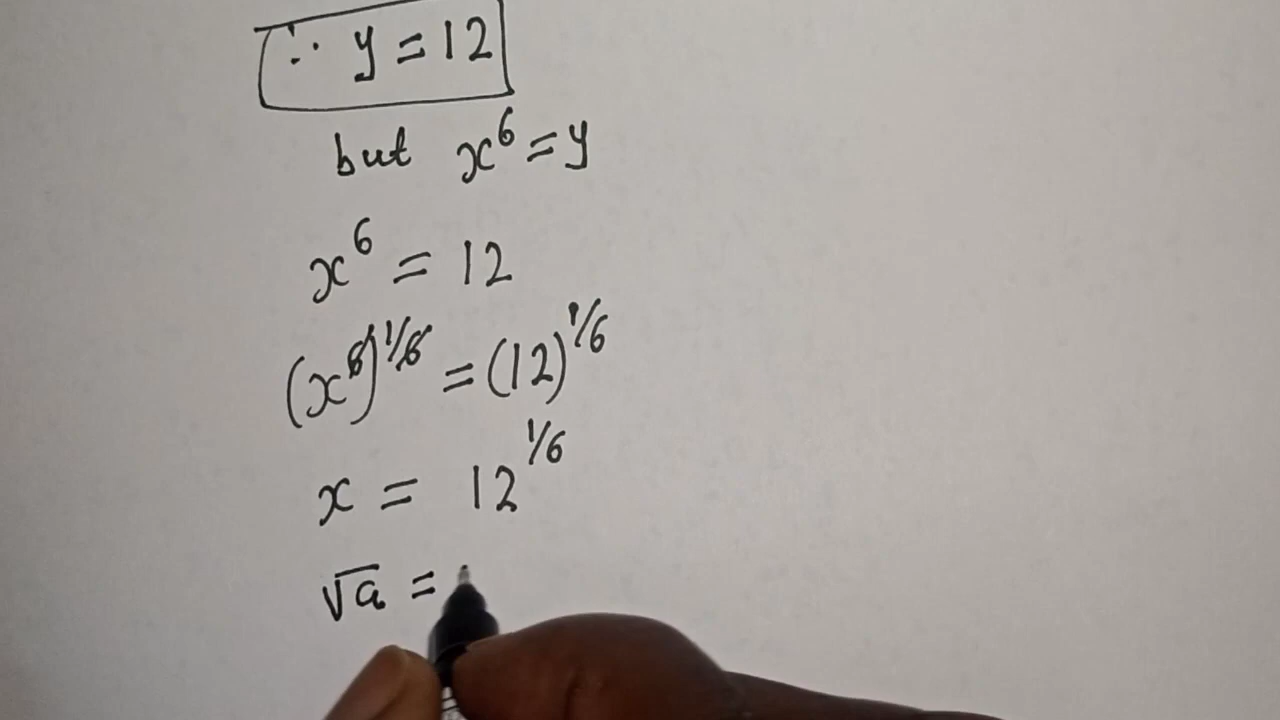 ∵ y = 12
but x⁶ = y
x⁶ = 12
(x⁶)^1/6 = (12)^1/6
x = 12^1/6
√a =